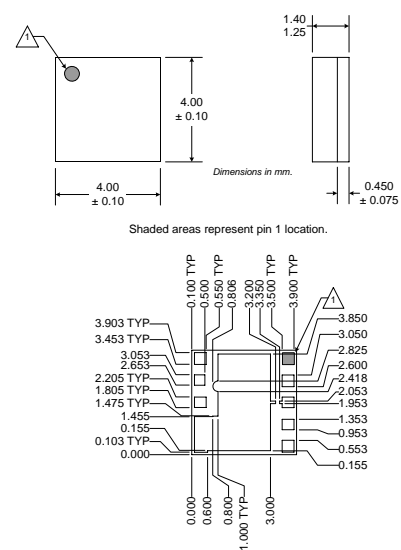 1
1.40
1.25
4.00
± 0.10
Dimensions in mm.
4.00
± 0.10
0.450
± 0.075
Shaded areas represent pin 1 location.
0.100 TYP
0.500
0.550 TYP
0.806
3.200
3.350
3.500 TYP
3.900 TYP
1
3.903 TYP
3.453 TYP
3.053
2.653
2.205 TYP
1.805 TYP
1.475 TYP
1.455
0.155
0.103 TYP
0.000
3.850
3.050
2.825
2.600
2.418
2.053
1.953
1.353
0.953
0.553
0.155
0.000
0.600
0.800
1.000 TYP
3.000